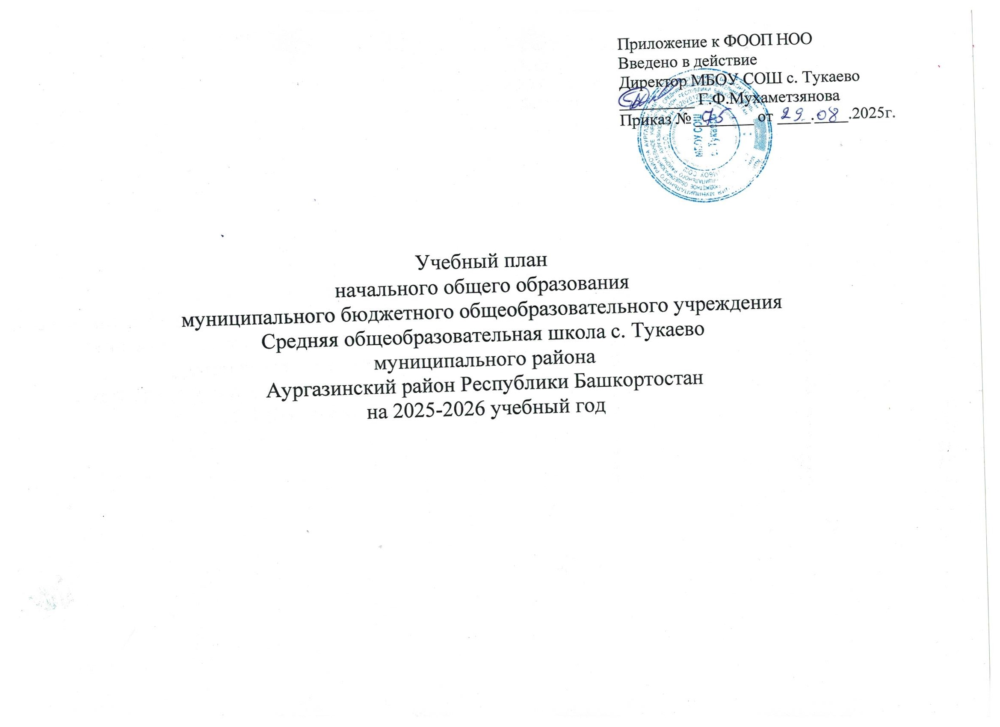 Приложение к ФООП НОО
Введено в действие
Директор МБОУ СОШ с. Тукаево
__________ Г.Ф.Мухаметзянова
Приказ № 75 от 29.08.2025г.
МБОУ СОШ
с. Тукаево
Учебный план
начального общего образования
муниципального бюджетного общеобразовательного учреждения
Средняя общеобразовательная школа с. Тукаево
муниципального района
Аургазинский район Республики Башкортостан
на 2025-2026 учебный год